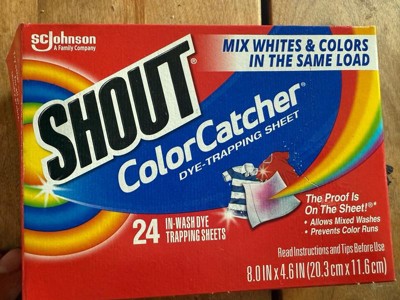 scjohnson
A Family Company
MIX WHITES & COLORS
IN THE SAME LOAD
SHOUT®
ColorCatcher®
DYE-TRAPPING SHEET
24 IN-WASH DYE
TRAPPING SHEETS
The Proof Is
On The Sheet!®*
• Allows Mixed Washes
• Prevents Color Runs
Read Instructions and Tips Before Use
8.0 IN X 4.6 IN (20.3 cm x 11.6 cm)